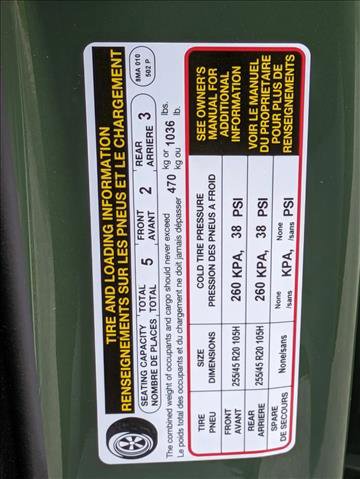 TIRE AND LOADING INFORMATION
RENSEIGNEMENTS SUR LES PNEUS ET LE CHARGEMENT
8MA 010
502 P
SEATING CAPACITY TOTAL 5 FRONT 2 REAR 3
NOMBRE DE PLACES TOTAL AVANT ARRIERE
The combined weight of occupants and cargo should never exceed 470 kg or 1036 lbs.
Le poids total des occupants et du chargement ne doit jamais dépasser kg ou lb.
TIRE SIZE COLD TIRE PRESSURE
PNEU DIMENSIONS PRESSION DES PNEUS A FROID
FRONT 255/45 R20 105H 260 KPA, 38 PSI
AVANT
REAR 255/45 R20 105H 260 KPA, 38 PSI
ARRIERE
SPARE None/sans None KPA, None PSI
DE SECOURS /sans /sans
SEE OWNER'S
MANUAL FOR
ADDITIONAL
INFORMATION
VOIR LE MANUEL
DU PROPRIETAIRE
POUR PLUS DE
RENSEIGNEMENTS